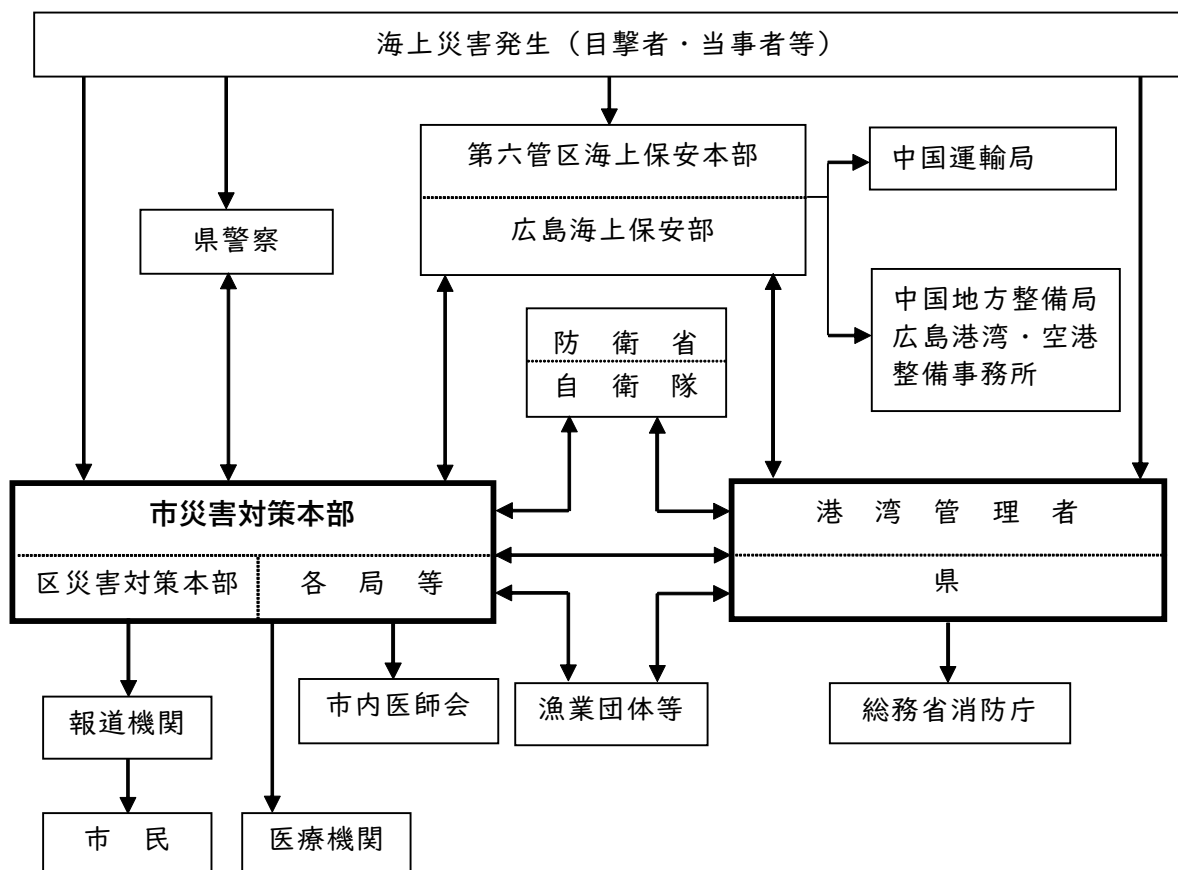 海上災害発生（目撃者・当事者等）
第六管区海上保安本部
広島海上保安部
中国運輸局
県警察
中国地方整備局
広島港湾・空港
整備事務所
防衛省
自衛隊
市災害対策本部
区災害対策本部
各局等
港湾管理者
県
報道機関
市内医師会
漁業団体等
総務省消防庁
市民
医療機関